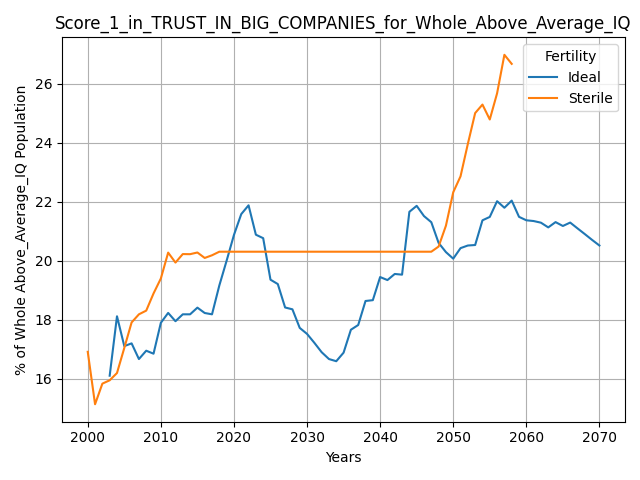 Score_1_in_TRUST_IN_BIG_COMPANIES_for_Whole_Above_Average_IQ
Fertility
Ideal
Sterile
% of Whole Above_Average_IQ Population
26
24
22
20
18
16
2000 2010 2020 2030 2040 2050 2060 2070
Years